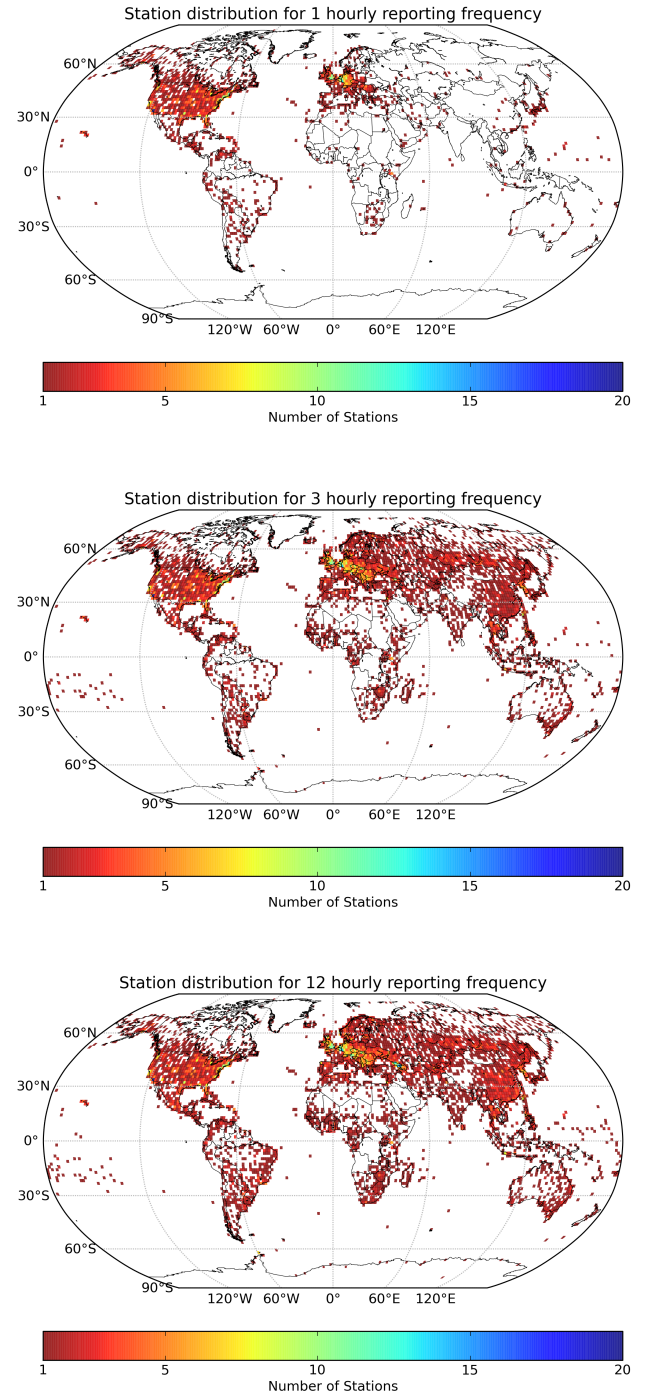 Station distribution for 1 hourly reporting frequency
60°N
30°N
0°
30°S
60°S
90°S
120°W 60°W 0° 60°E 120°E
1 5 10 15 20
Number of Stations
Station distribution for 3 hourly reporting frequency
60°N
30°N
0°
30°S
60°S
90°S
120°W 60°W 0° 60°E 120°E
1 5 10 15 20
Number of Stations
Station distribution for 12 hourly reporting frequency
60°N
30°N
0°
30°S
60°S
90°S
120°W 60°W 0° 60°E 120°E
1 5 10 15 20
Number of Stations